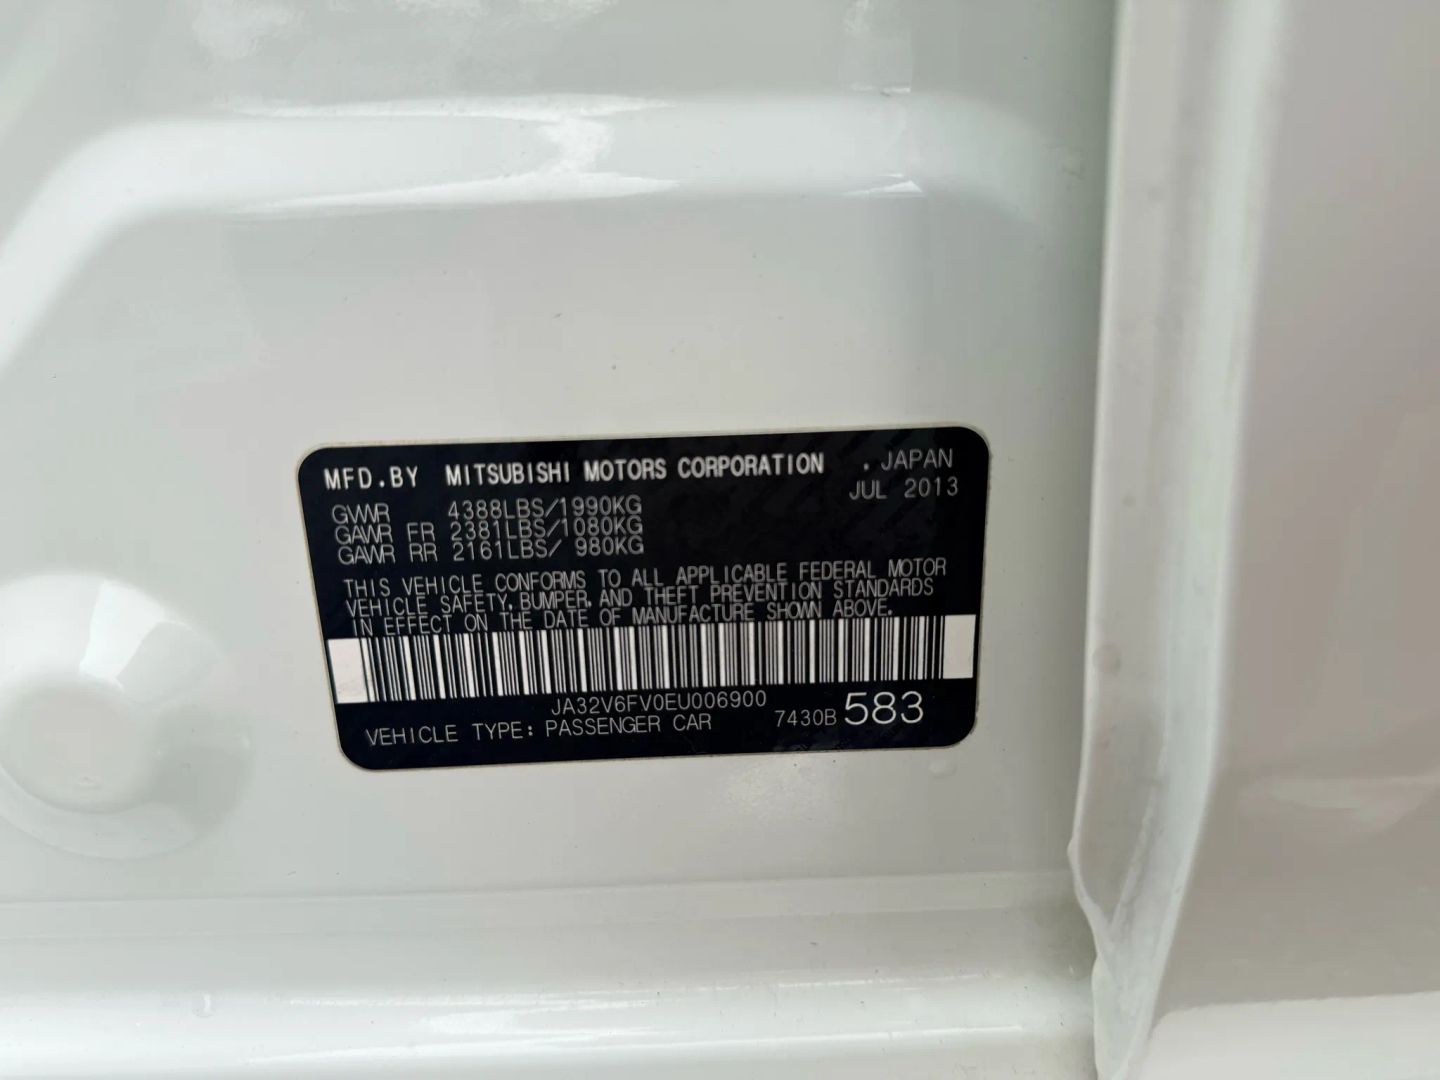 MFD.BY MITSUBISHI MOTORS CORPORATION . JAPAN
JUL 2013
GVWR 4388LBS/1990KG
GAWR FR 2381LBS/1080KG
GAWR RR 2161LBS/ 980KG
THIS VEHICLE CONFORMS TO ALL APPLICABLE FEDERAL MOTOR
VEHICLE SAFETY, BUMPER, AND THEFT PREVENTION STANDARDS
IN EFFECT ON THE DATE OF MANUFACTURE SHOWN ABOVE.
JA32V6FV0EU006900
VEHICLE TYPE: PASSENGER CAR 7430B 583